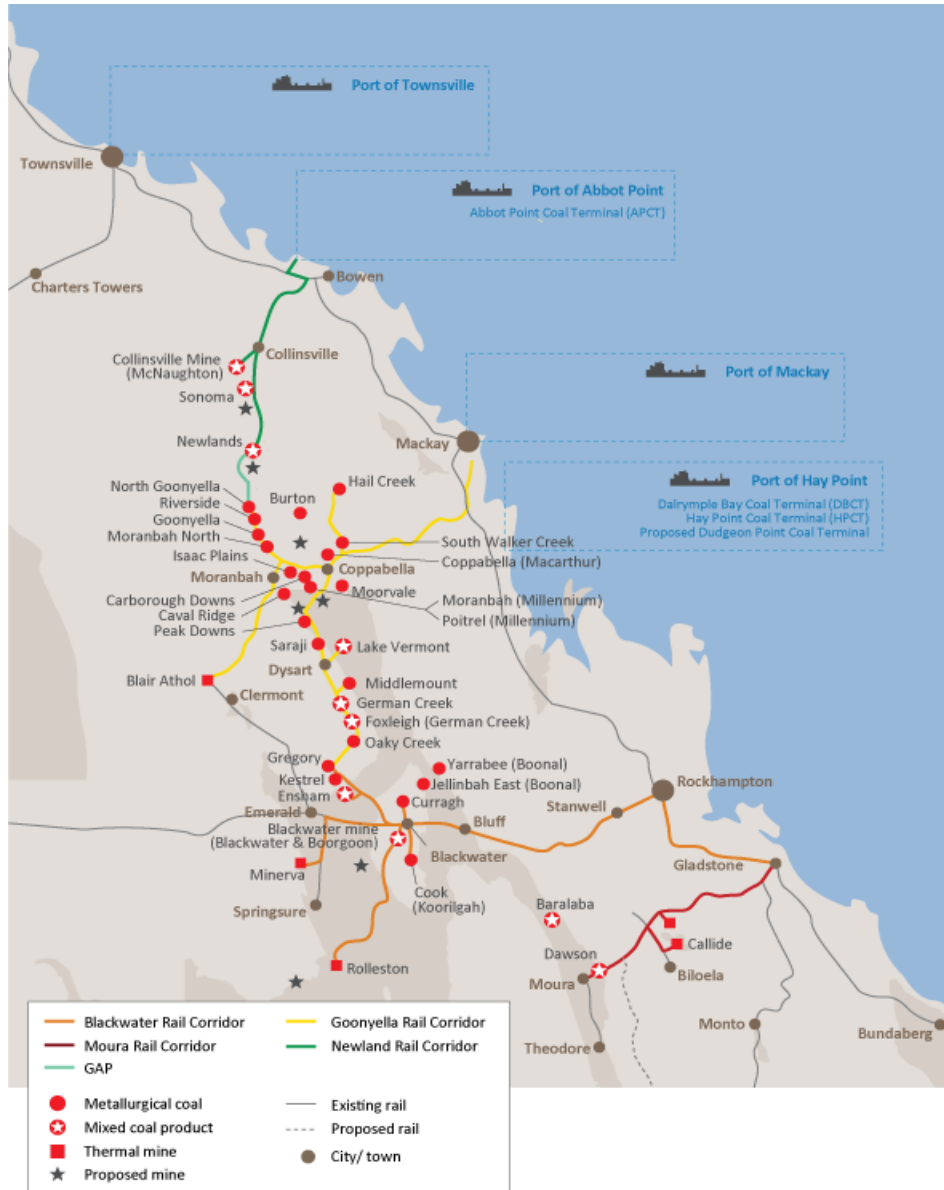 Port of Townsville
Townsville
Port of Abbot Point
Abbot Point Coal Terminal (APCT)
Charters Towers
Bowen
Collinsville
Collinsville Mine
(McNaughton)
Sonoma
Port of Mackay
Newlands
Mackay
Port of Hay Point
Dalrymple Bay Coal Terminal (DBCT)
Hay Point Coal Terminal (HPCT)
Proposed Dudgeon Point Coal Terminal
North Goonyella
Riverside
Goonyella
Moranbah North
Burton
Hail Creek
Isaac Plains
Moranbah
Coppabella
South Walker Creek
Coppabella (Macarthur)
Carborough Downs
Caval Ridge
Peak Downs
Moorvale
Moranbah (Millennium)
Poitrel (Millennium)
Saraji
Lake Vermont
Dysart
Blair Athol
Clermont
Middlemount
German Creek
Foxleigh (German Creek)
Oaky Creek
Gregory
Kestrel
Ensham
Yarrabee (Boonal)
Jellinbah East (Boonal)
Curragh
Rockhampton
Stanwell
Emerald
Blackwater mine
(Blackwater & Boorgoon)
Bluff
Blackwater
Gladstone
Minerva
Springsure
Cook
(Koorilgah)
Baralaba
Callide
Dawson
Biloela
Rolleston
Moura
Monto
Bundaberg
Theodore
Blackwater Rail Corridor
Goonyella Rail Corridor
Moura Rail Corridor
Newland Rail Corridor
GAP
Metallurgical coal
Existing rail
Mixed coal product
Proposed rail
Thermal mine
City/ town
Proposed mine